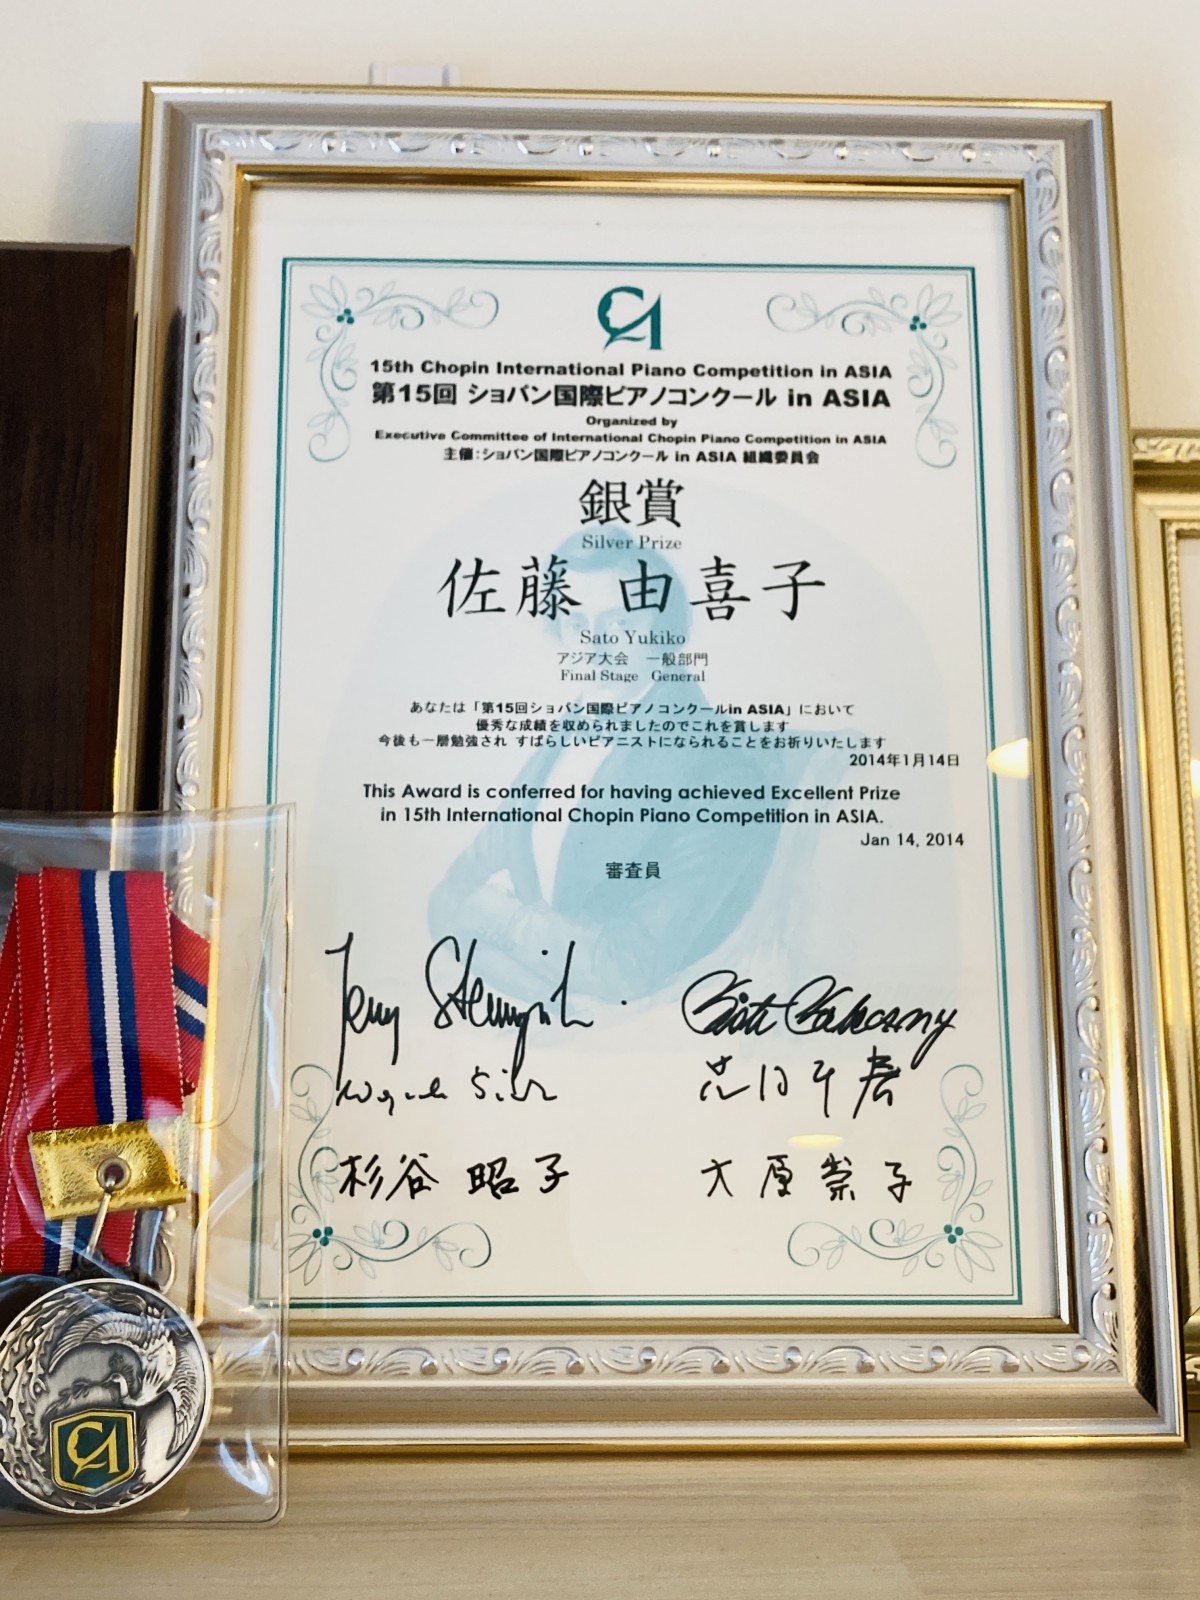 CA
15th Chopin International Piano Competition in ASIA
第15回 ショパン国際ピアノコンクール in ASIA
Organized by
Executive Committee of International Chopin Piano Competition in ASIA
主催:ショパン国際ピアノコンクール in ASIA 組織委員会
銀賞
Silver Prize
佐藤 由喜子
Sato Yukiko
アジア大会 一般部門
Final Stage General
あなたは「第15回ショパン国際ピアノコンクールin ASIA」において
優秀な成績を収められましたのでこれを賞します
今後も一層勉強され すばらしいピアニストになられることをお祈りいたします
2014年1月14日
This Award is conferred for having achieved Excellent Prize
in 15th International Chopin Piano Competition in ASIA.
Jan 14, 2014
審査員
杉谷 昭子
CA